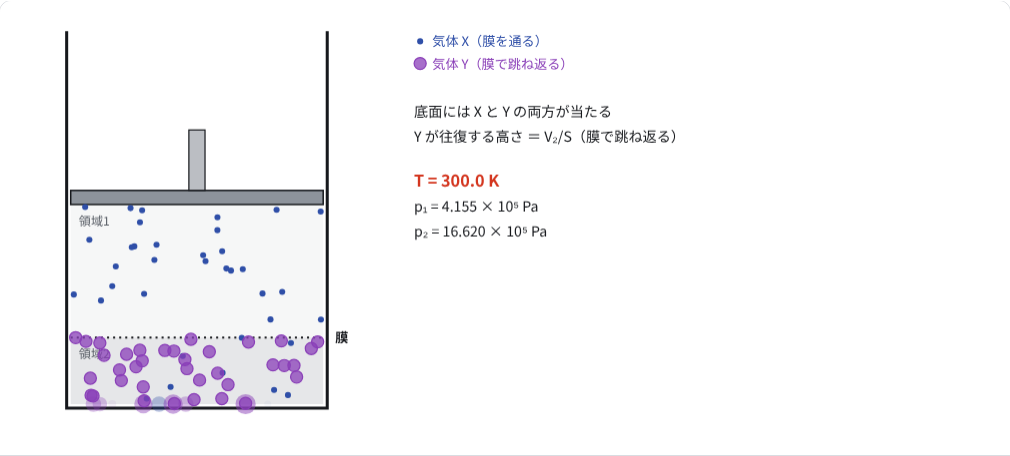 気体 X（膜を通る）
気体 Y（膜で跳ね返る）
底面には X と Y の両方が当たる
Y が往復する高さ ＝ V₂/S（膜で跳ね返る）
T = 300.0 K
p₁ = 4.155 × 10⁵ Pa
p₂ = 16.620 × 10⁵ Pa
領域1
膜
領域